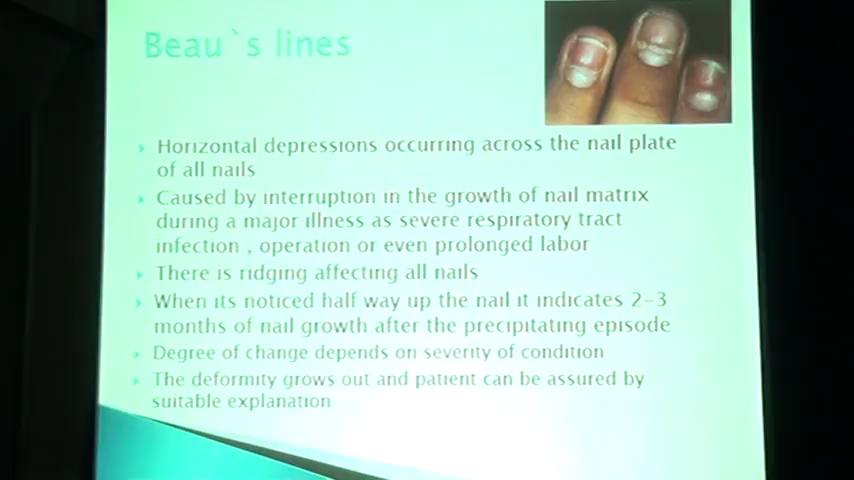 Beau`s lines
Horizontal depressions occurring across the nail plate
of all nails
Caused by interruption in the growth of nail matrix
during a major illness as severe respiratory tract
infection , operation or even prolonged labor
There is ridging affecting all nails
When its noticed half way up the nail it indicates 2-3
months of nail growth after the precipitating episode
Degree of change depends on severity of condition
The deformity grows out and patient can be assured by
suitable explanation